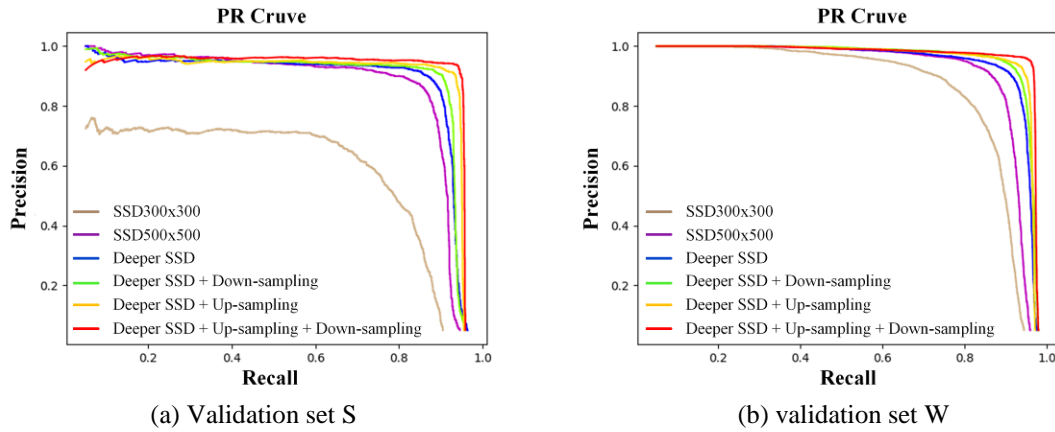 PR Cruve
1.0
0.8
0.6
0.4
0.2
Precision
SSD300x300
SSD500x500
Deeper SSD
Deeper SSD + Down-sampling
Deeper SSD + Up-sampling
Deeper SSD + Up-sampling + Down-sampling
0.2 0.4 0.6 0.8 1.0
Recall
(a) Validation set S
PR Cruve
1.0
0.8
0.6
0.4
0.2
Precision
SSD300x300
SSD500x500
Deeper SSD
Deeper SSD + Down-sampling
Deeper SSD + Up-sampling
Deeper SSD + Up-sampling + Down-sampling
0.2 0.4 0.6 0.8 1.0
Recall
(b) validation set W